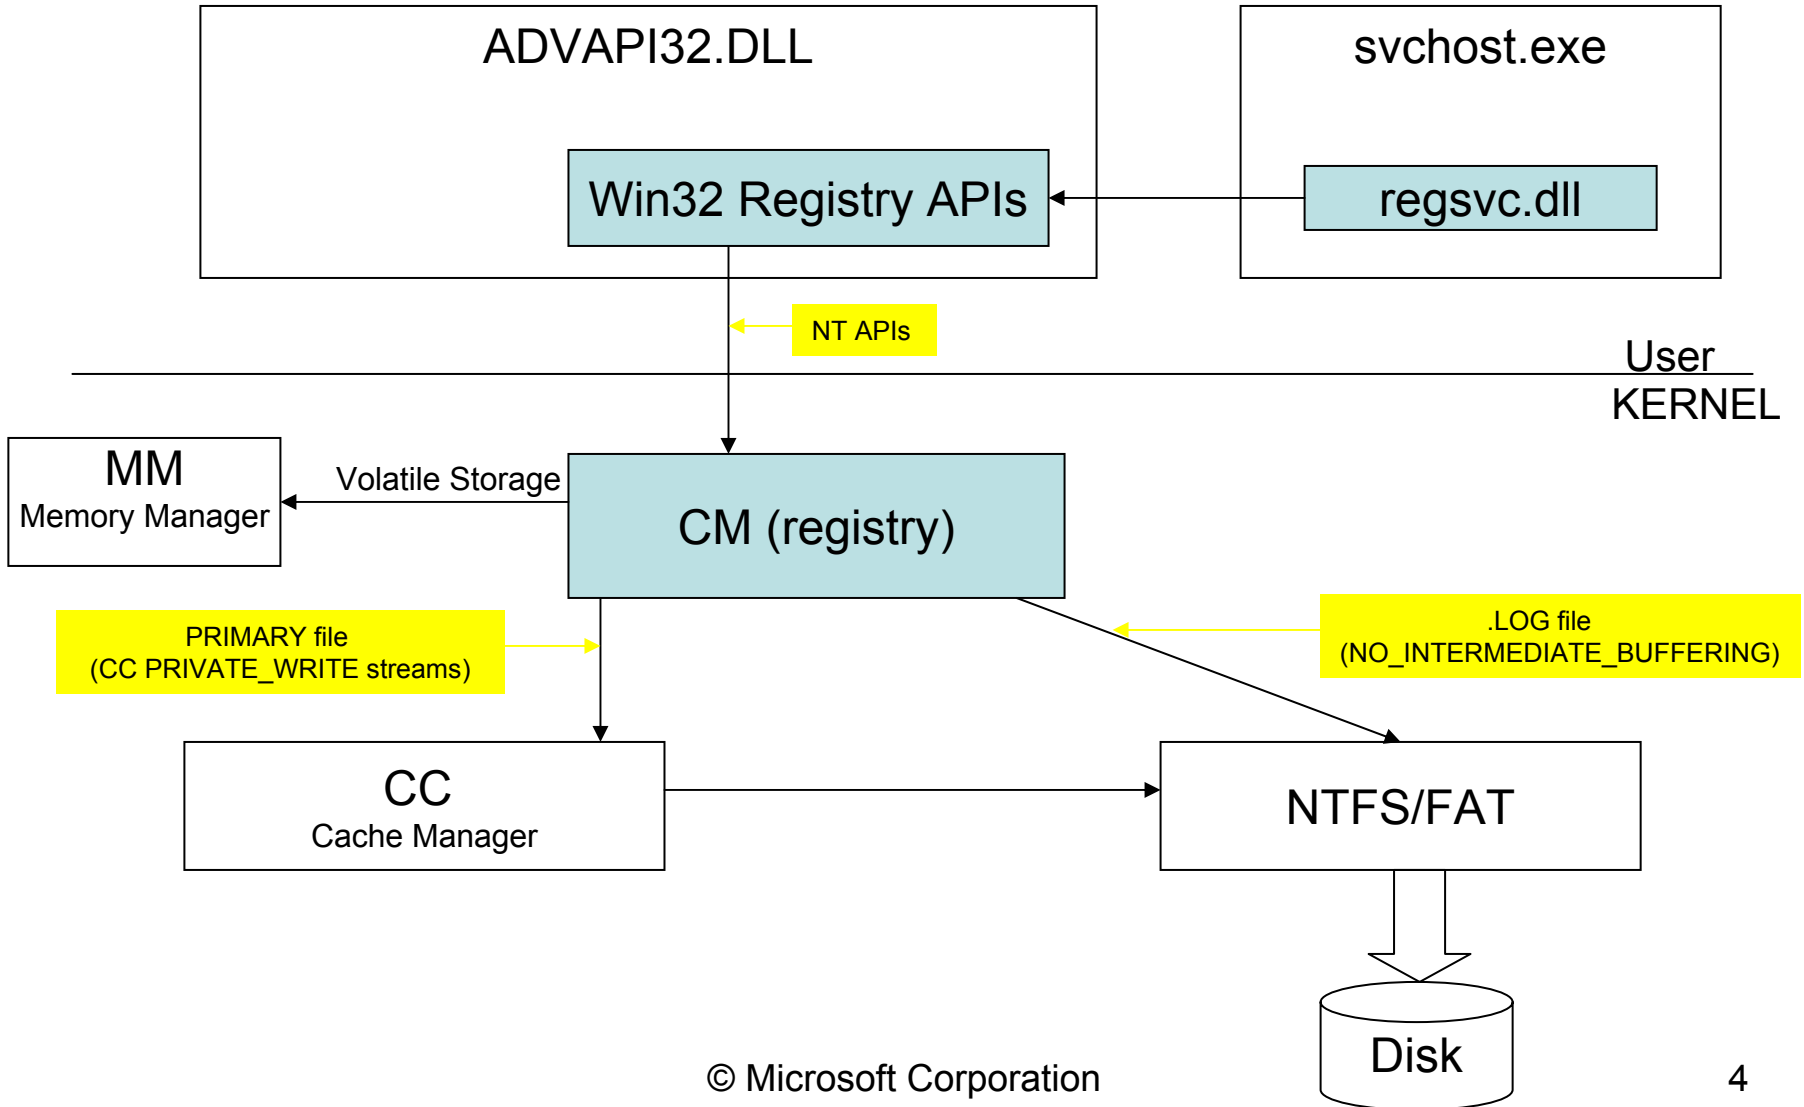 ADVAPI32.DLL
svchost.exe
Win32 Registry APIs
regsvc.dll
NT APIs
User
KERNEL
MM
Memory Manager
Volatile Storage
CM (registry)
PRIMARY file
(CC PRIVATE_WRITE streams)
.LOG file
(NO_INTERMEDIATE_BUFFERING)
CC
Cache Manager
NTFS/FAT
Disk
© Microsoft Corporation
4